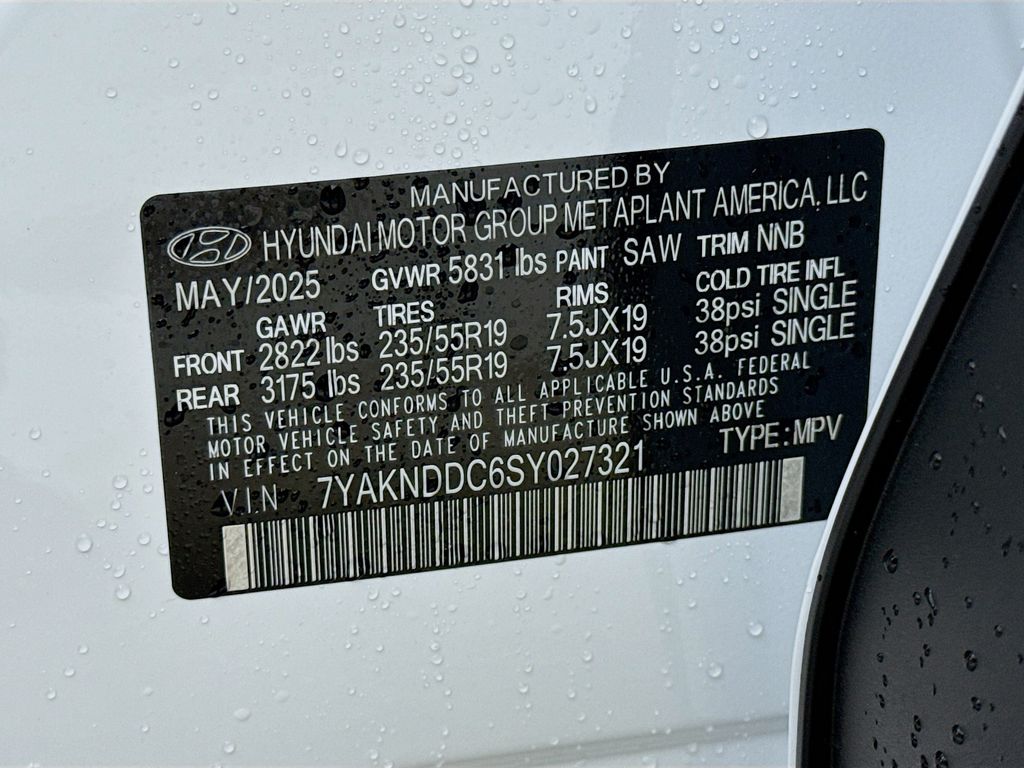 MANUFACTURED BY
HYUNDAI MOTOR GROUP METAPLANT AMERICA, LLC
MAY/2025 GVWR 5831 lbs PAINT SAW TRIM NNB
GAWR TIRES RIMS COLD TIRE INFL
FRONT 2822 lbs 235/55R19 7.5JX19 38psi SINGLE
REAR 3175 lbs 235/55R19 7.5JX19 38psi SINGLE
THIS VEHICLE CONFORMS TO ALL APPLICABLE U.S.A. FEDERAL
MOTOR VEHICLE SAFETY AND THEFT PREVENTION STANDARDS
IN EFFECT ON THE DATE OF MANUFACTURE SHOWN ABOVE
VIN 7YAKNDDC6SY027321 TYPE:MPV